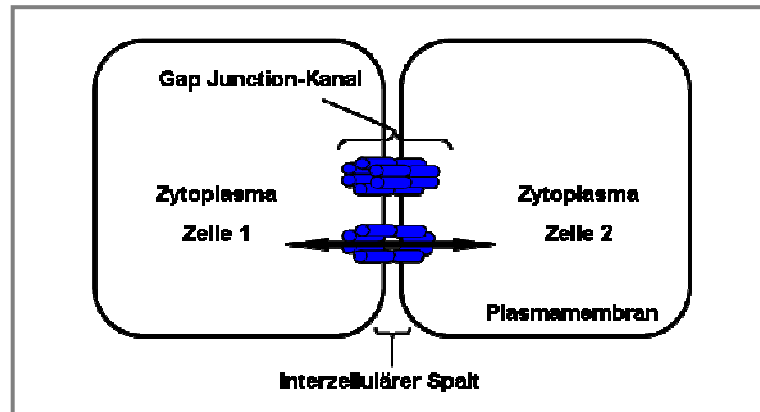 Gap Junction-Kanal
Zytoplasma
Zelle 1
Zytoplasma
Zelle 2
Plasmamembran
Interzellulärer Spalt